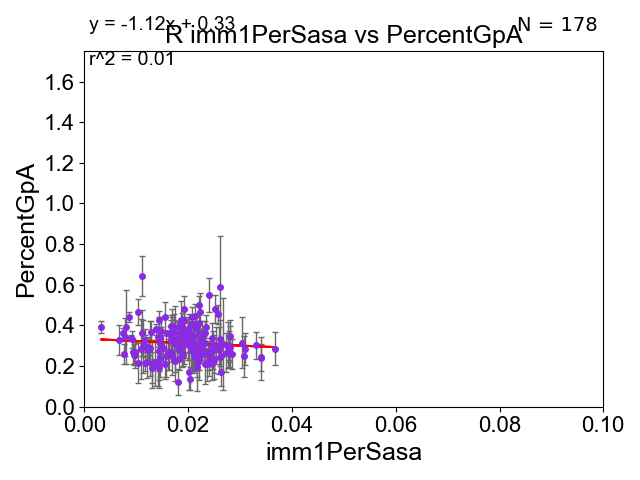 y = -1.12x + 0.33
R imm1PerSasa vs PercentGpA
N = 178
r^2 = 0.01
PercentGpA
1.6
1.4
1.2
1.0
0.8
0.6
0.4
0.2
0.0
0.00 0.02 0.04 0.06 0.08 0.10
imm1PerSasa